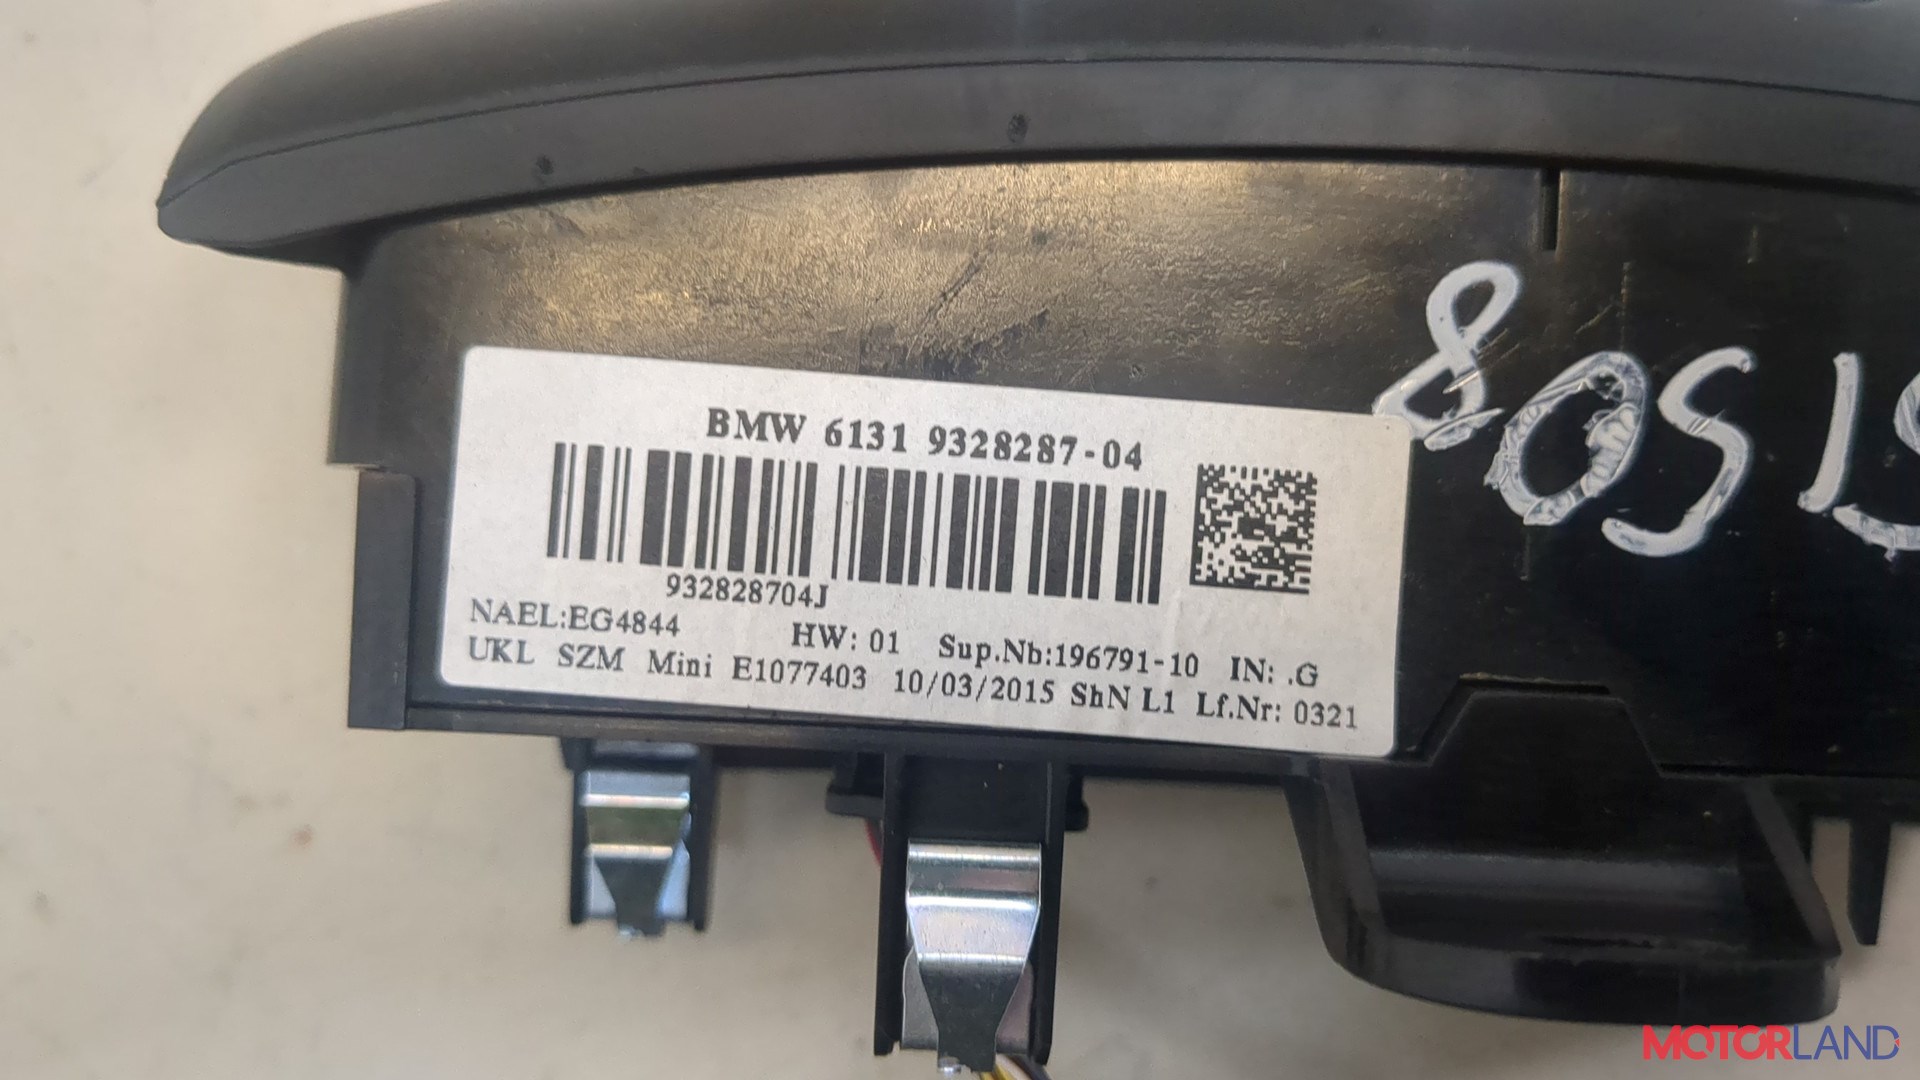 BMW 6131 9328287-04
932828704J
NAEL:EG4844 HW: 01 Sup.Nb:196791-10 IN: .G
UKL SZM Mini E1077403 10/03/2015 ShN L1 Lf.Nr: 0321
MOTORLAND